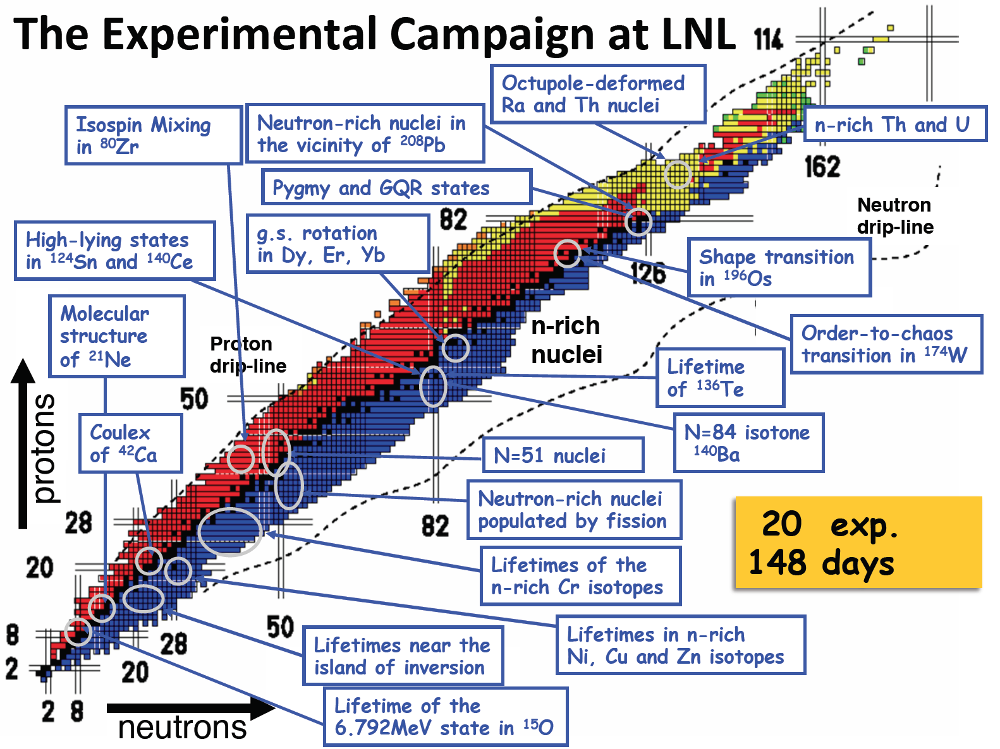 The Experimental Campaign at LNL
114
Octupole-deformed
Ra and Th nuclei
Isospin Mixing
in ⁸⁰Zr
Neutron-rich nuclei in
the vicinity of ²⁰⁸Pb
n-rich Th and U
162
Pygmy and GQR states
Neutron
drip-line
82
High-lying states
in ¹²⁴Sn and ¹⁴⁰Ce
g.s. rotation
in Dy, Er, Yb
Shape transition
in ¹⁹⁶Os
126
Molecular
structure
of ²¹Ne
Proton
drip-line
n-rich
nuclei
Order-to-chaos
transition in ¹⁷⁴W
Lifetime
of ¹³⁶Te
50
protons
Coulex
of ⁴²Ca
N=84 isotone
¹⁴⁰Ba
N=51 nuclei
Neutron-rich nuclei
populated by fission
28
82
20 exp.
148 days
20
Lifetimes of the
n-rich Cr isotopes
8
50
28
Lifetimes in n-rich
Ni, Cu and Zn isotopes
Lifetimes near the
island of inversion
2
20
2
8
neutrons
Lifetime of the
6.792MeV state in ¹⁵O